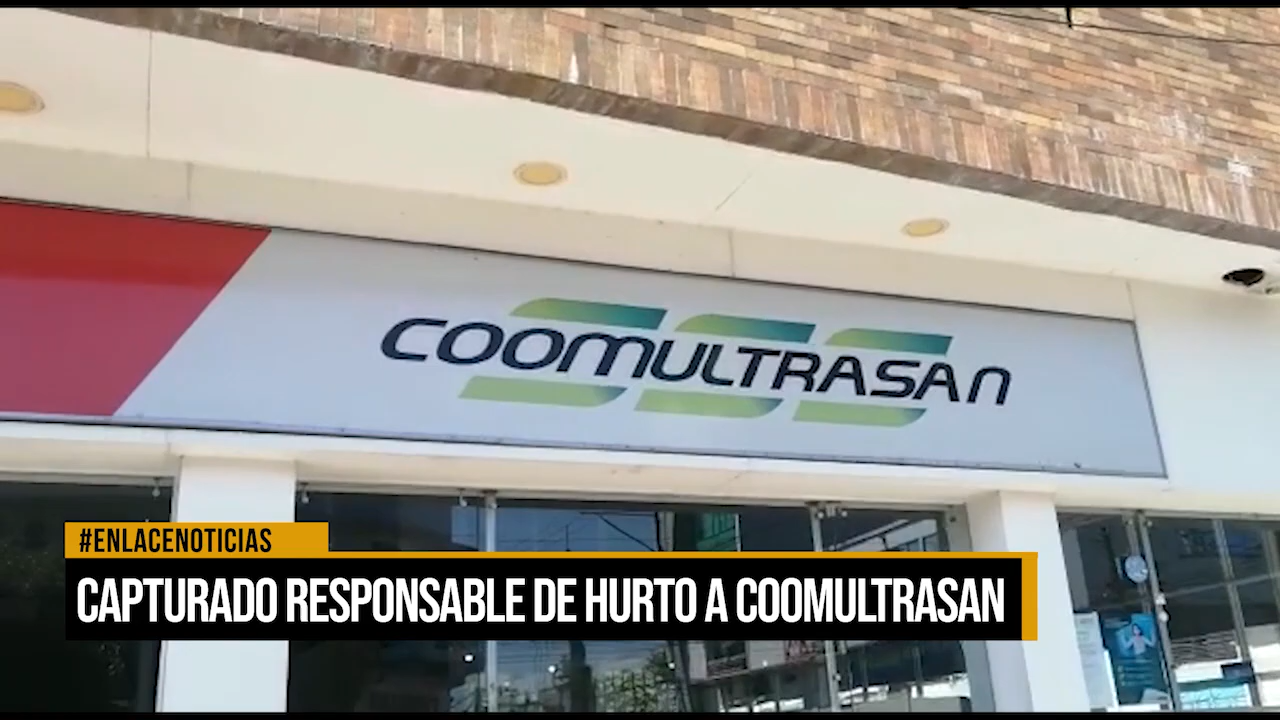 COOMULTRASAN
#ENLACENOTICIAS
CAPTURADO RESPONSABLE DE HURTO A COOMULTRASAN